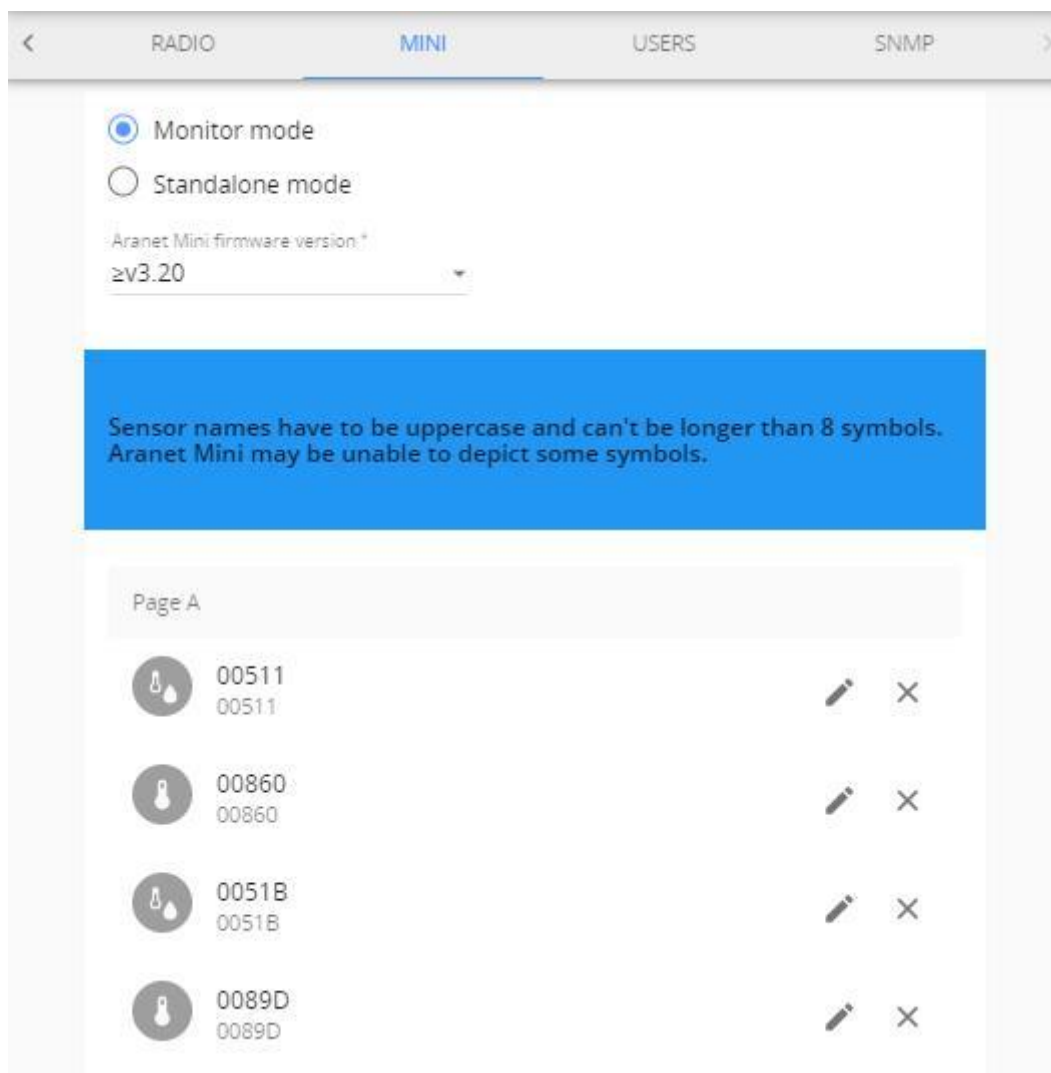 RADIO MINI USERS SNMP
Monitor mode
Standalone mode
Aranet Mini firmware version *
≥v3.20
Sensor names have to be uppercase and can't be longer than 8 symbols.
Aranet Mini may be unable to depict some symbols.
Page A
00511
00511
00860
00860
0051B
0051B
0089D
0089D